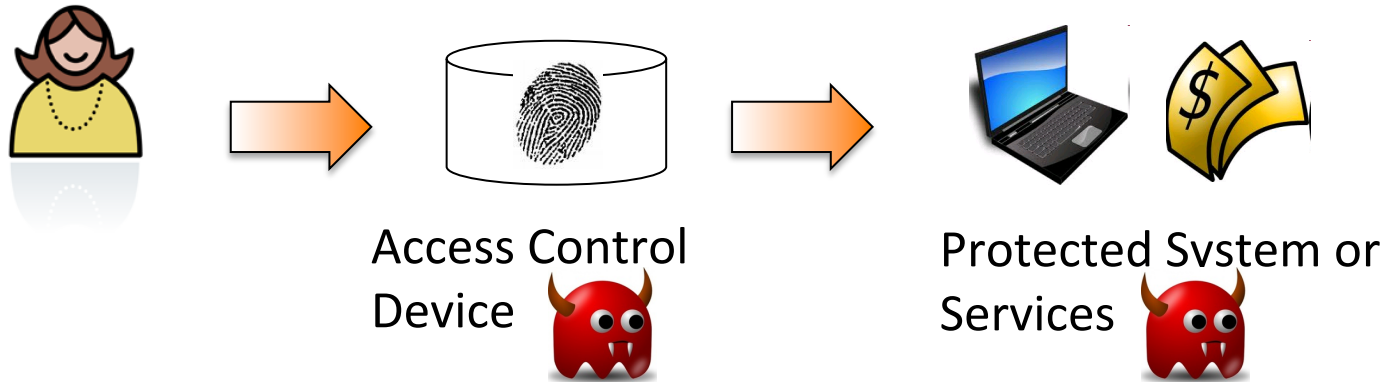 $
Access Control
Device
Protected System or
Services